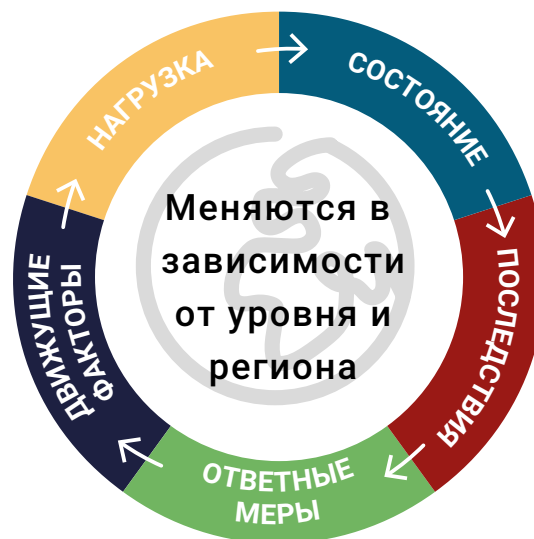 НАГРУЗКА
СОСТОЯНИЕ
ПОСЛЕДСТВИЯ
ОТВЕТНЫЕ
МЕРЫ
ДВИЖУЩИЕ
ФАКТОРЫ
Меняются в
зависимости
от уровня и
региона